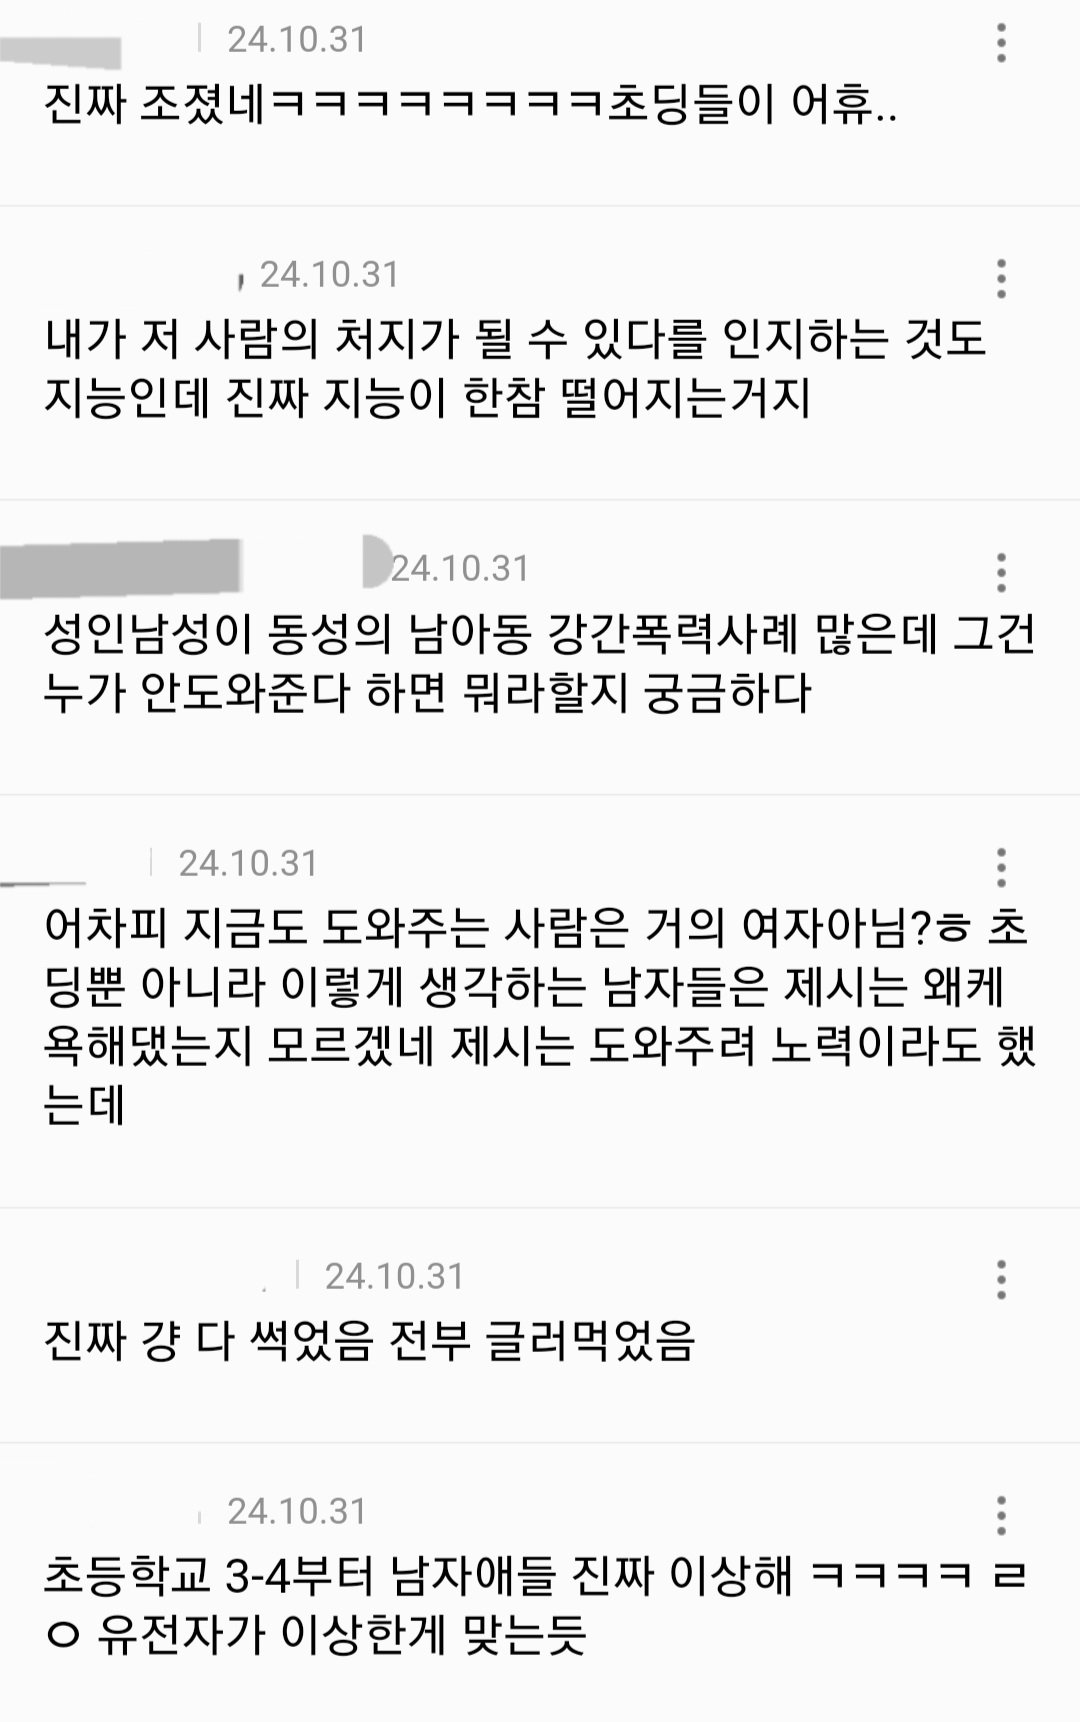 24.10.31
진짜 조졌네ㅋㅋㅋㅋㅋㅋㅋㅋ초딩들이 어휴..
24.10.31
내가 저 사람의 처지가 될 수 있다를 인지하는 것도
지능인데 진짜 지능이 한참 떨어지는거지
24.10.31
성인남성이 동성의 남아동 강간폭력사례 많은데 그건
누가 안도와준다 하면 뭐라할지 궁금하다
24.10.31
어차피 지금도 도와주는 사람은 거의 여자아님?ㅎ 초
딩뿐 아니라 이렇게 생각하는 남자들은 제시는 왜케
욕해댔는지 모르겠네 제시는 도와주려 노력이라도 했
는데
24.10.31
진짜 걍 다 썩었음 전부 글러먹었음
24.10.31
초등학교 3-4부터 남자애들 진짜 이상해 ㅋㅋㅋㅋ ㄹ
ㅇ 유전자가 이상한게 맞는듯